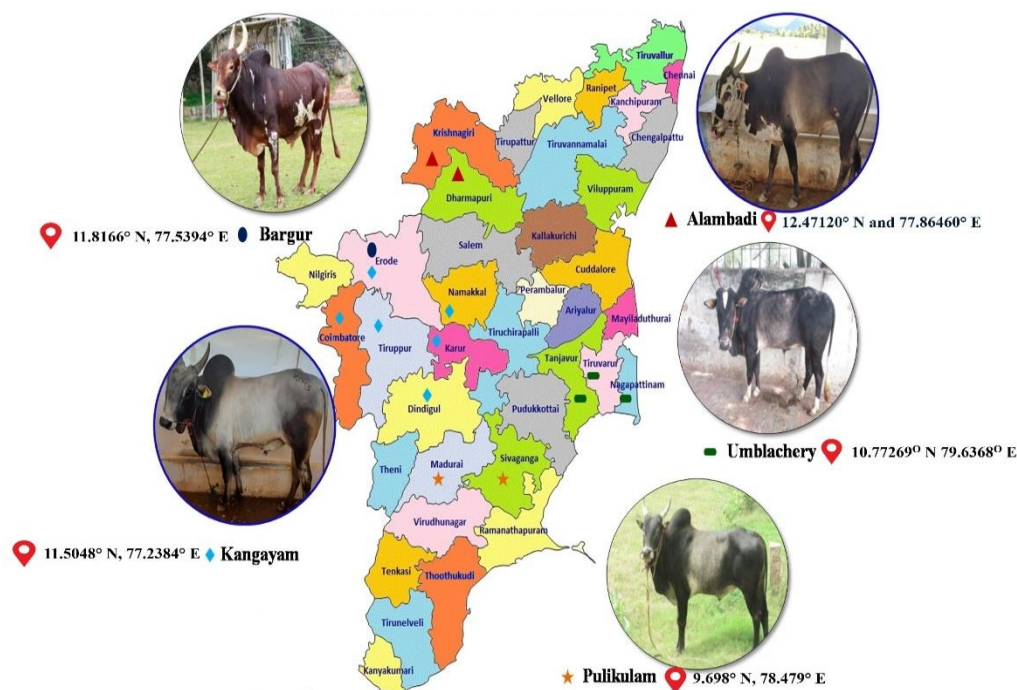 Tiruvallur
Chennai
Ranipet
Vellore
Kanchipuram
Krishnagiri
Tirupattur
Chengalpattu
Tiruvannamalai
Dharmapuri
Viluppuram
Alambadi 12.47120° N and 77.86460° E
11.8166° N, 77.5394° E Bargur
Kallakurichi
Salem
Erode
Cuddalore
Nilgiris
Namakkal
Perambalur
Ariyalur
Mayiladuthurai
Coimbatore
Tiruppur
Karur
Tiruchirapalli
Tanjavur
Tiruvarur
Nagapattinam
Dindigul
Pudukkottai
Umblachery 10.77269ᴼ N 79.6368ᴼ E
Theni
Madurai
Sivaganga
Virudhunagar
Ramanathapuram
11.5048° N, 77.2384° E Kangayam
Tenkasi
Thoothukudi
Tirunelveli
Kanyakumari
Pulikulam 9.698° N, 78.479° E